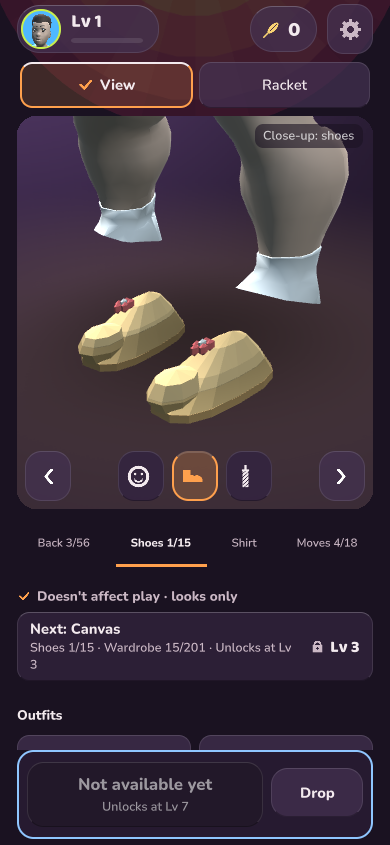 Lv 1
0
View
Racket
Close-up: shoes
Back 3/56
Shoes 1/15
Shirt
Moves 4/18
Doesn't affect play · looks only
Next: Canvas
Shoes 1/15 · Wardrobe 15/201 · Unlocks at Lv
3
Lv 3
Outfits
Not available yet
Unlocks at Lv 7
Drop